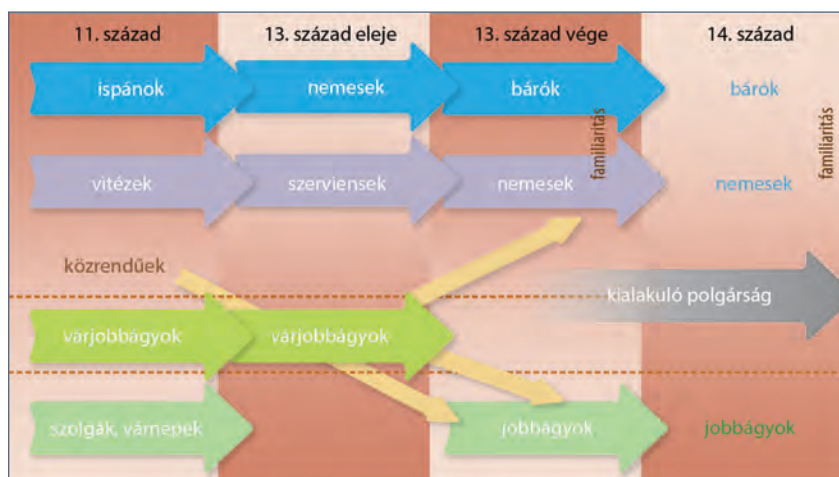 11. század
13. század eleje
13. század vége
14. század
ispánok
nemesek
bárók
bárók
familiaritás
familiaritás
vitézek
szerviensek
nemesek
nemesek
közrendűek
kialakuló polgárság
várjobbágyok
várjobbágyok
szolgák, várnépek
jobbágyok
jobbágyok